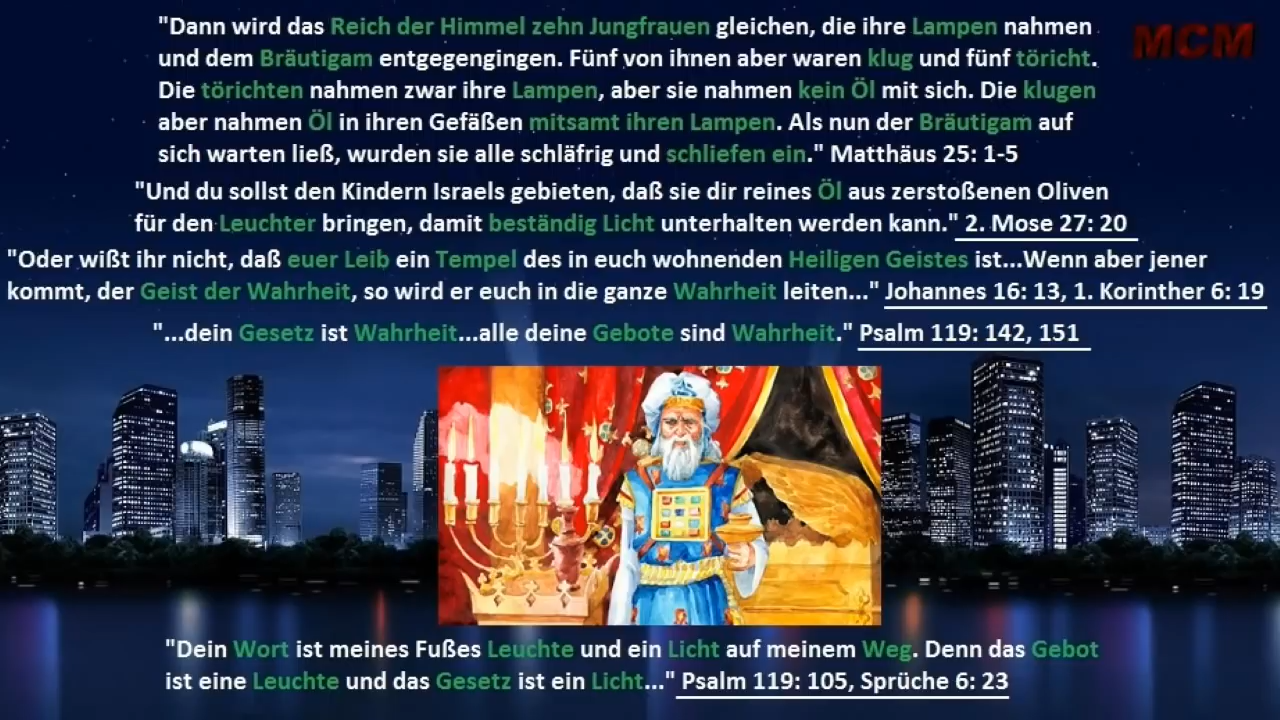 "Dann wird das Reich der Himmel zehn Jungfrauen gleichen, die ihre Lampen nahmen
und dem Bräutigam entgegengingen. Fünf von ihnen aber waren klug und fünf töricht.
Die törichten nahmen zwar ihre Lampen, aber sie nahmen kein Öl mit sich. Die klugen
aber nahmen Öl in ihren Gefäßen mitsamt ihren Lampen. Als nun der Bräutigam auf
sich warten ließ, wurden sie alle schläfrig und schliefen ein." Matthäus 25: 1-5
MCM
"Und du sollst den Kindern Israels gebieten, daß sie dir reines Öl aus zerstoßenen Oliven
für den Leuchter bringen, damit beständig Licht unterhalten werden kann." 2. Mose 27: 20
"Oder wißt ihr nicht, daß euer Leib ein Tempel des in euch wohnenden Heiligen Geistes ist...Wenn aber jener
kommt, der Geist der Wahrheit, so wird er euch in die ganze Wahrheit leiten..." Johannes 16: 13, 1. Korinther 6: 19
"...dein Gesetz ist Wahrheit...alle deine Gebote sind Wahrheit." Psalm 119: 142, 151
"Dein Wort ist meines Fußes Leuchte und ein Licht auf meinem Weg. Denn das Gebot
ist eine Leuchte und das Gesetz ist ein Licht..." Psalm 119: 105, Sprüche 6: 23